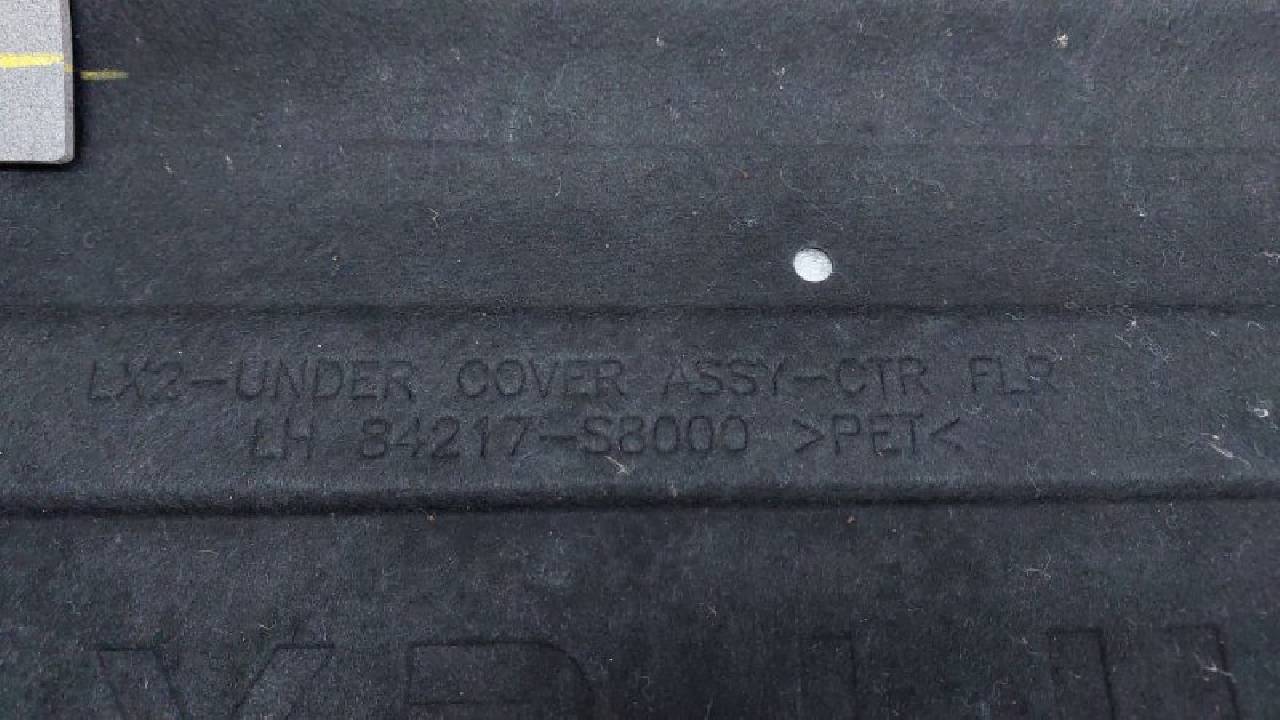 LX2-UNDER COVER ASSY-CTR FLR
LH 84217-S8000 >PET<